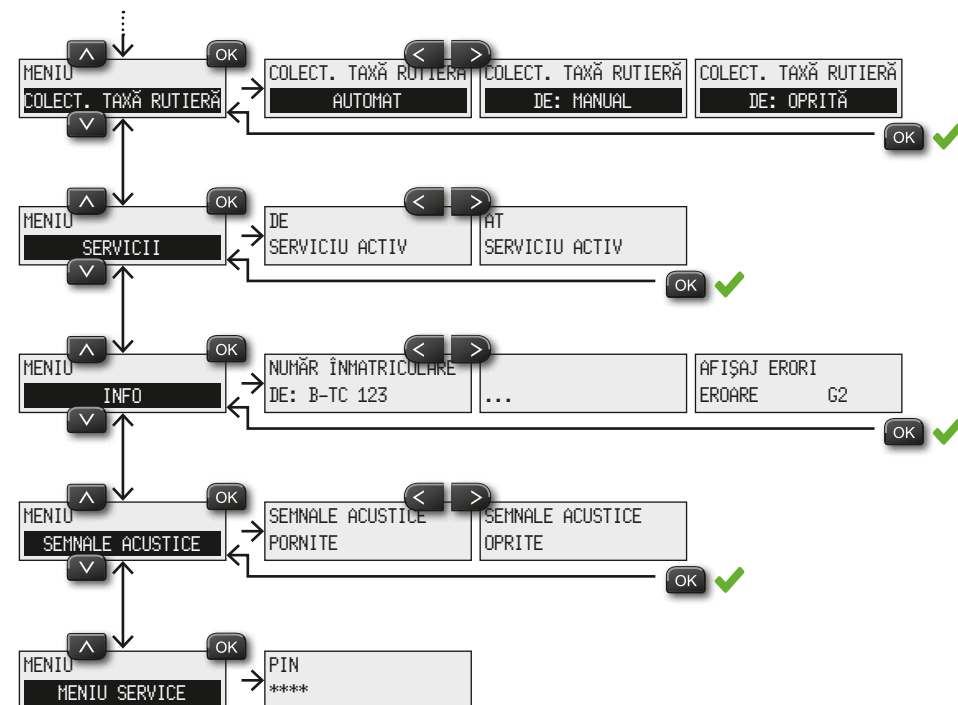 OK
MENIU
COLECT. TAXĂ RUTIERĂ
COLECT. TAXĂ RUTIERĂ
AUTOMAT
COLECT. TAXĂ RUTIERĂ
DE: MANUAL
COLECT. TAXĂ RUTIERĂ
DE: OPRITĂ
OK
OK
MENIU
SERVICII
DE
SERVICIU ACTIV
AT
SERVICIU ACTIV
OK
OK
MENIU
INFO
NUMĂR ÎNMATRICULARE
DE: B-TC 123
...
AFIŞAJ ERORI
EROARE G2
OK
OK
MENIU
SEMNALE ACUSTICE
SEMNALE ACUSTICE
PORNITE
SEMNALE ACUSTICE
OPRITE
OK
OK
MENIU
MENIU SERVICE
PIN
****